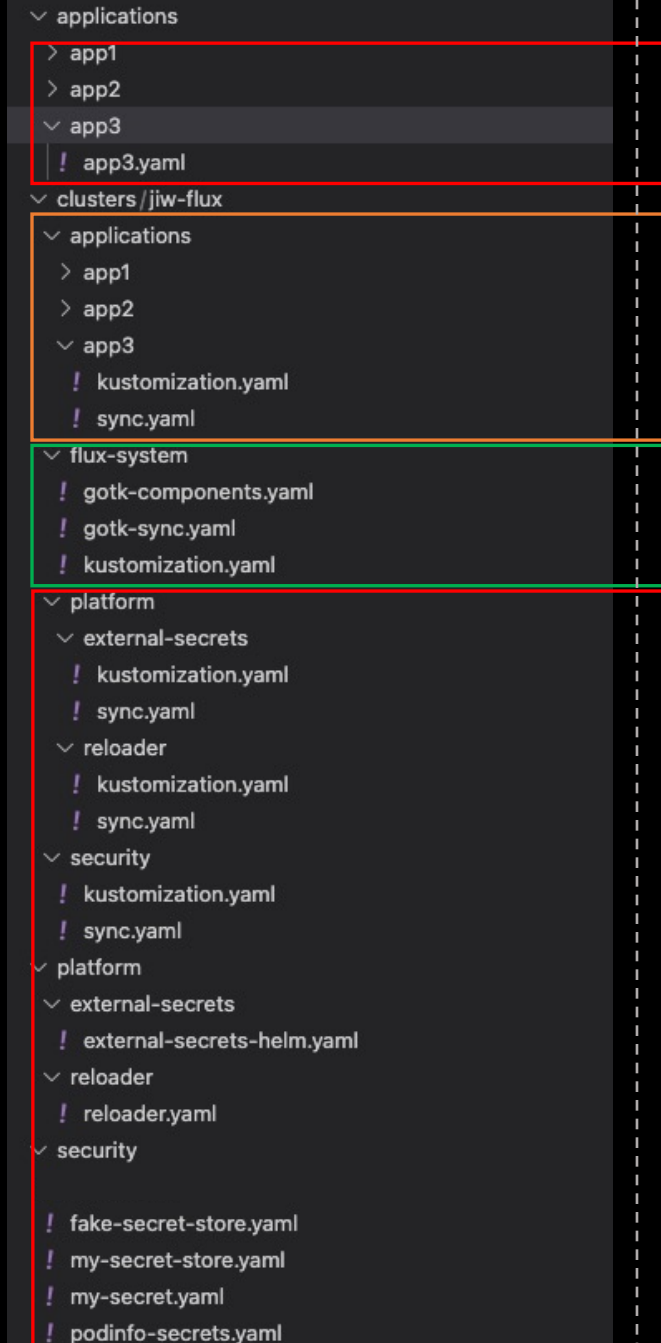 applications
app1
app2
app3
! app3.yaml
clusters/jiw-flux
applications
app1
app2
app3
! kustomization.yaml
! sync.yaml
flux-system
! gotk-components.yaml
! gotk-sync.yaml
! kustomization.yaml
platform
external-secrets
! kustomization.yaml
! sync.yaml
reloader
! kustomization.yaml
! sync.yaml
security
! kustomization.yaml
! sync.yaml
platform
external-secrets
! external-secrets-helm.yaml
reloader
! reloader.yaml
security
! fake-secret-store.yaml
! my-secret-store.yaml
! my-secret.yaml
! podinfo-secrets.yaml